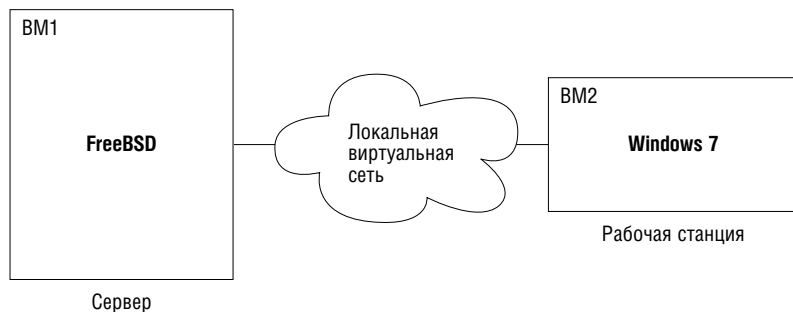 ВМ1
FreeBSD
Сервер
Локальная
виртуальная
сеть
ВМ2
Windows 7
Рабочая станция